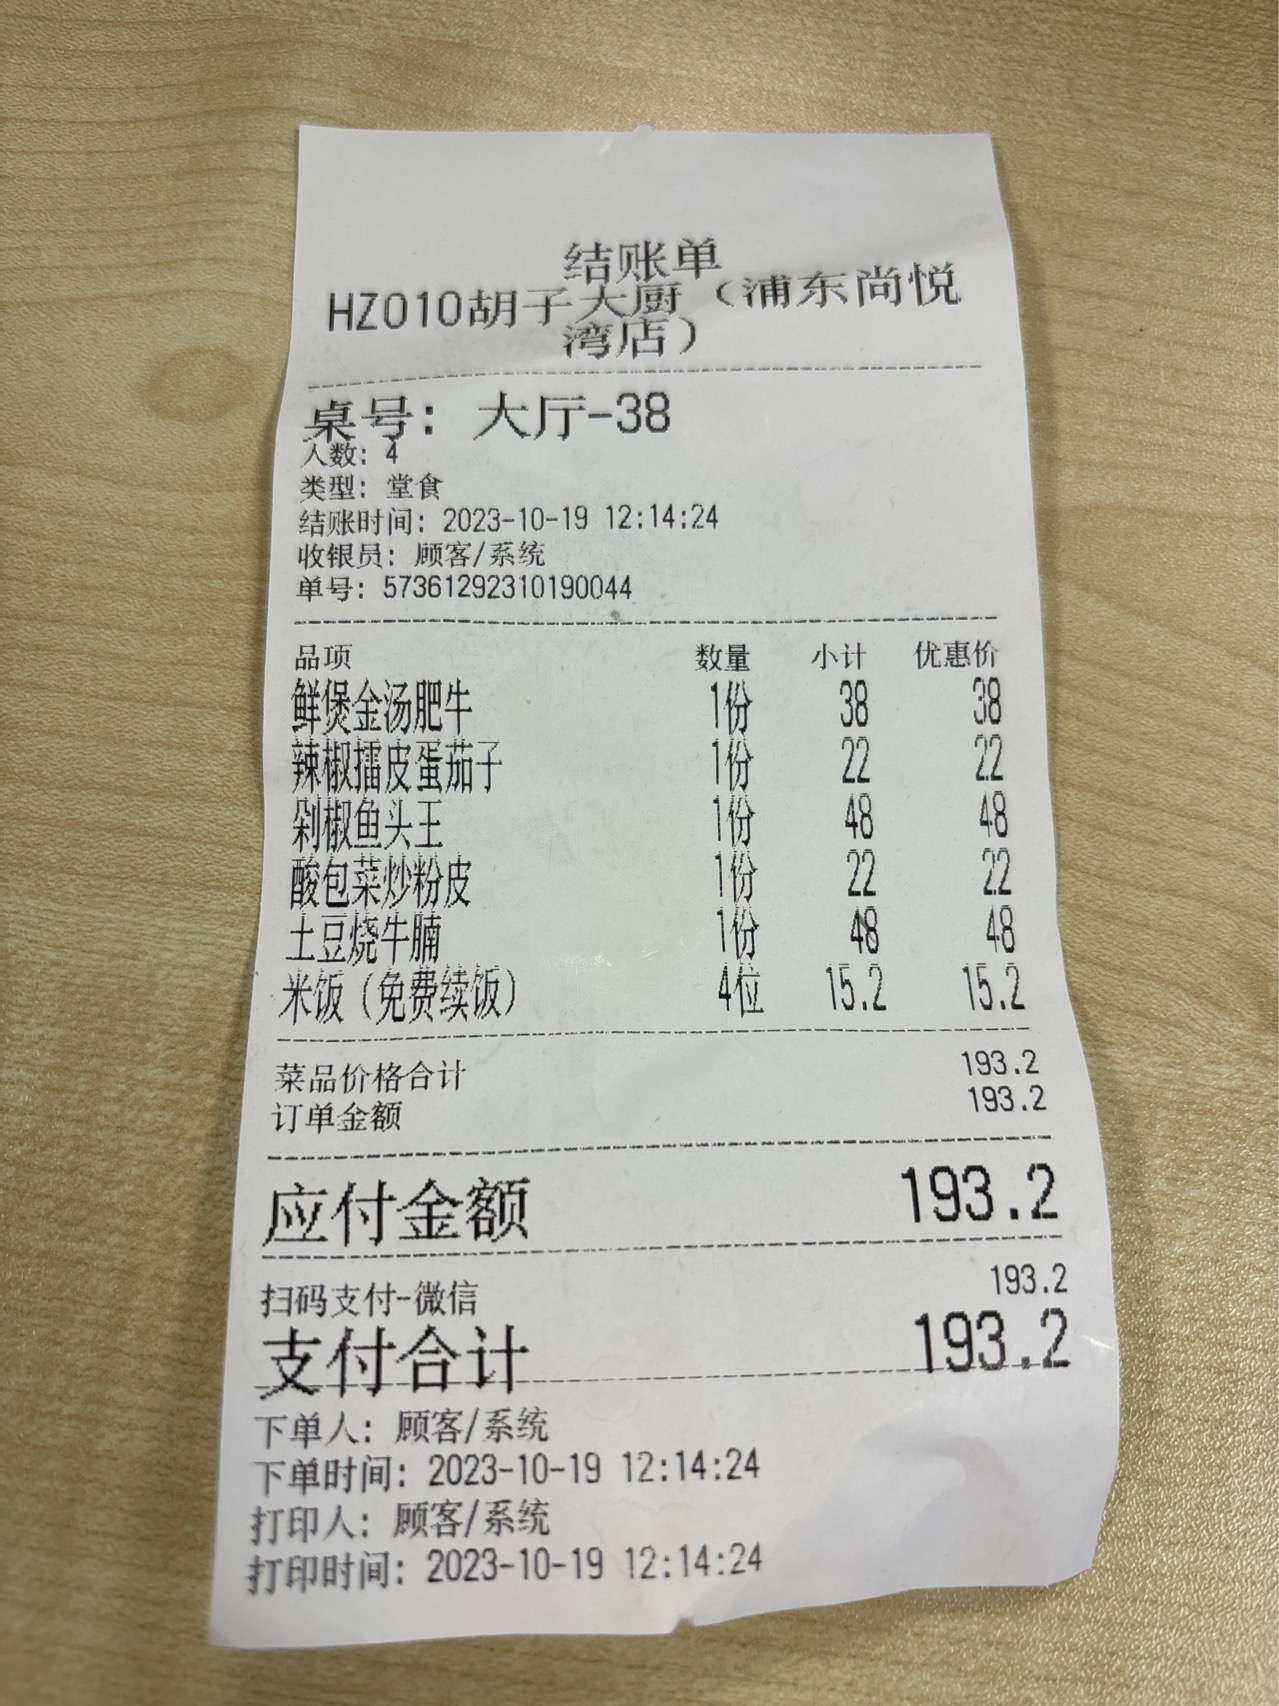 结账单
HZ010胡子大厨（浦东尚悦
湾店）
桌号：大厅-38
人数：4
类型：堂食
结账时间：2023-10-19 12:14:24
收银员：顾客/系统
单号：57361292310190044
品项 数量 小计 优惠价
鲜煲金汤肥牛 1份 38 38
辣椒擂皮蛋茄子 1份 22 22
剁椒鱼头王 1份 48 48
酸包菜炒粉皮 1份 22 22
土豆烧牛腩 1份 48 48
米饭（免费续饭） 4位 15.2 15.2
菜品价格合计 193.2
订单金额 193.2
应付金额 193.2
扫码支付-微信 193.2
支付合计 193.2
下单人：顾客/系统
下单时间：2023-10-19 12:14:24
打印人：顾客/系统
打印时间：2023-10-19 12:14:24